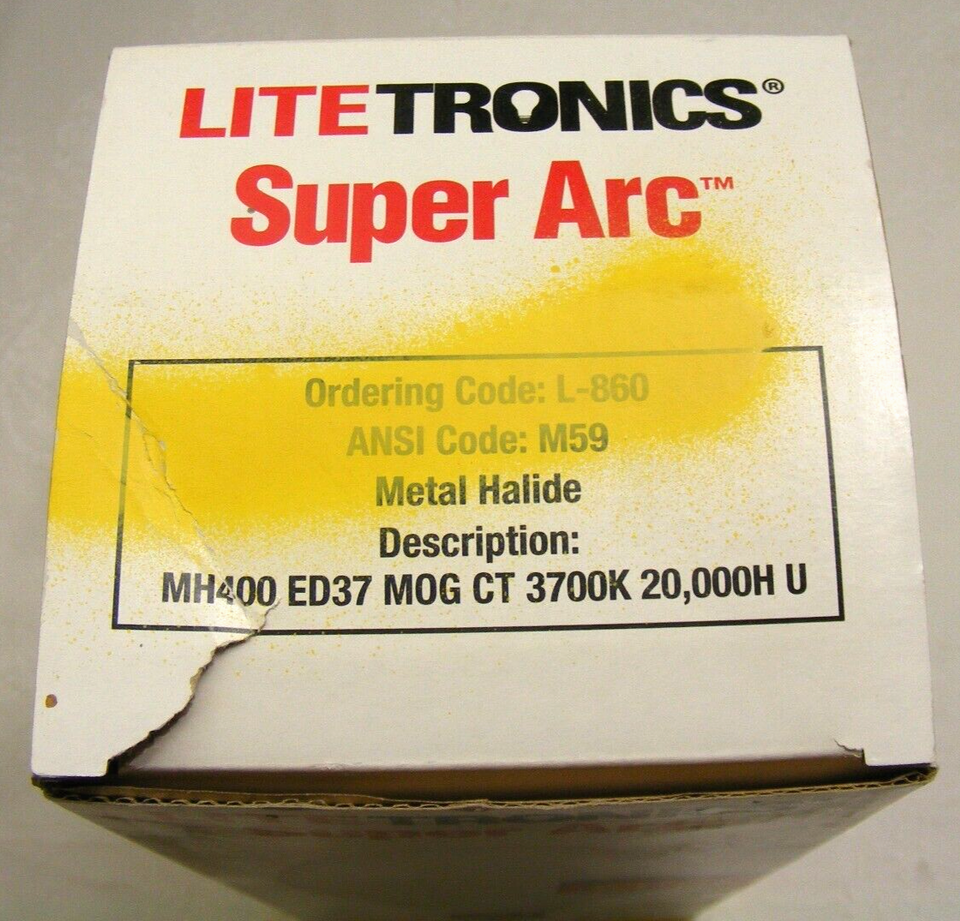 LITETRONICS®
Super Arc™
Ordering Code: L-860
ANSI Code: M59
Metal Halide
Description:
MH400 ED37 MOG CT 3700K 20,000H U